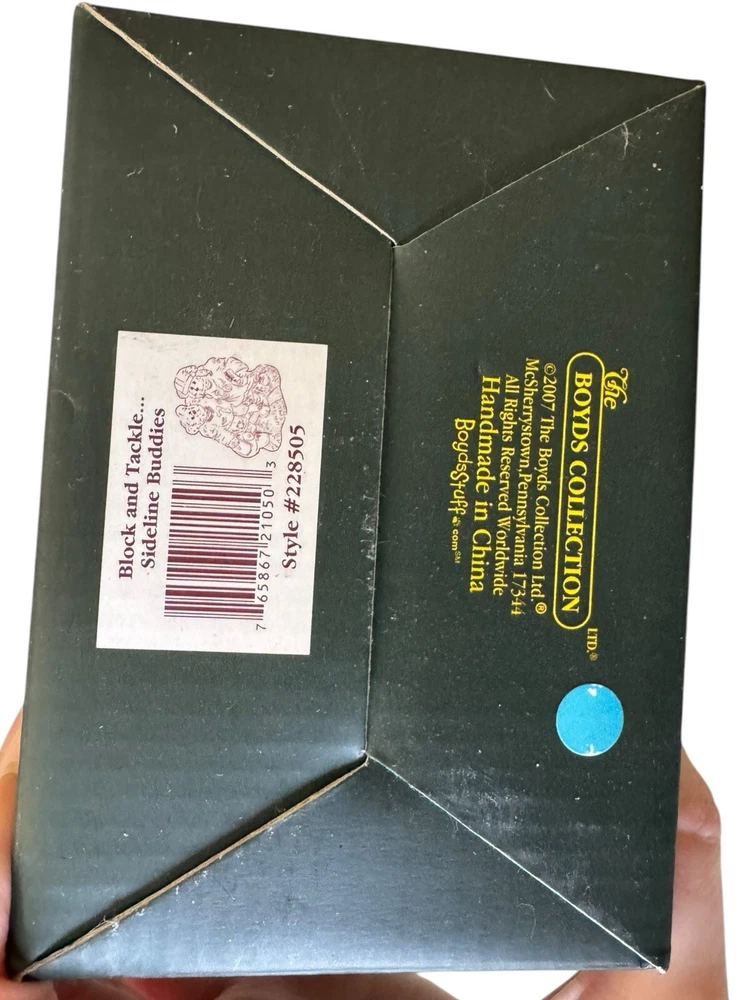 Block and Tackle...
Sideline Buddies
7 65867 21050 3
Style #228505
The
BOYDS COLLECTION
LTD.®
©2007 The Boyds Collection Ltd.®
McSherrystown, Pennsylvania 17344
All Rights Reserved Worldwide
Handmade in China
BoydsStuff.com℠